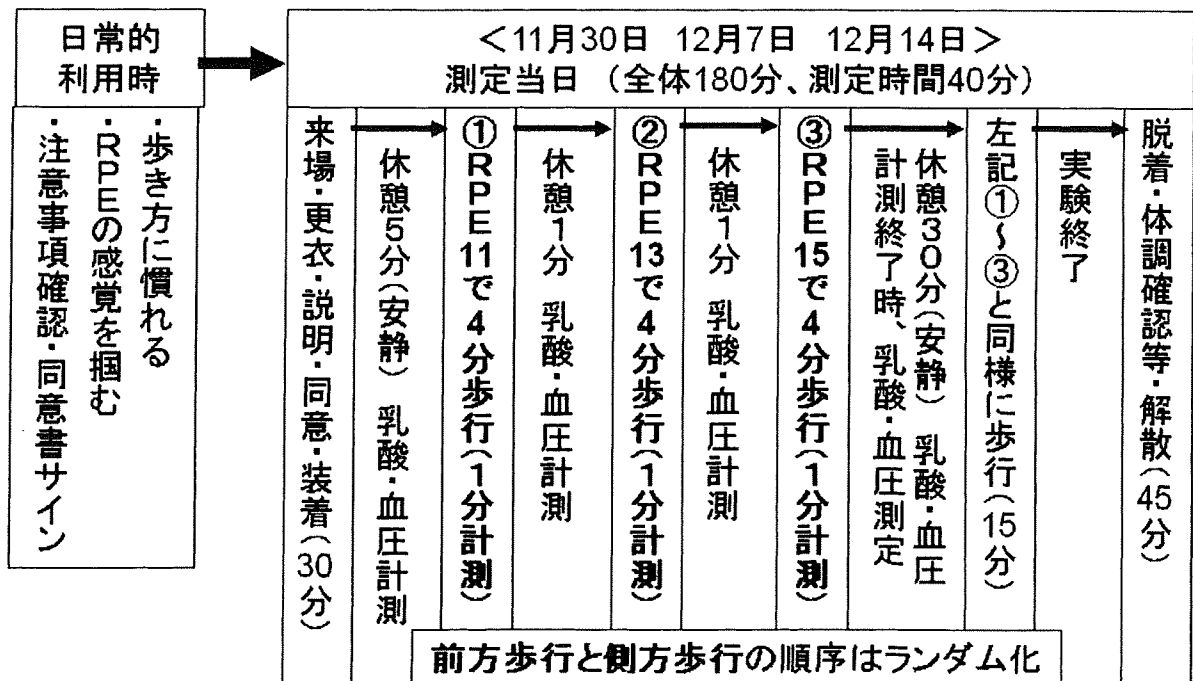 日常的
利用時
・歩き方に慣れる
・RPEの感覚を掴む
・注意事項確認・同意書サイン
＜11月30日 12月7日 12月14日＞
測定当日 （全体180分、測定時間40分）
来場・更衣・説明・同意・装着(30分)
休憩5分(安静) 乳酸・血圧計測
①RPE11で4分歩行(1分計測)
休憩1分 乳酸・血圧計測
②RPE13で4分歩行(1分計測)
休憩1分 乳酸・血圧計測
③RPE15で4分歩行(1分計測)
休憩30分(安静) 乳酸・血圧
計測終了時、乳酸・血圧測定
左記①～③と同様に歩行(15分)
実験終了
脱着・体調確認等・解散(45分)
前方歩行と側方歩行の順序はランダム化